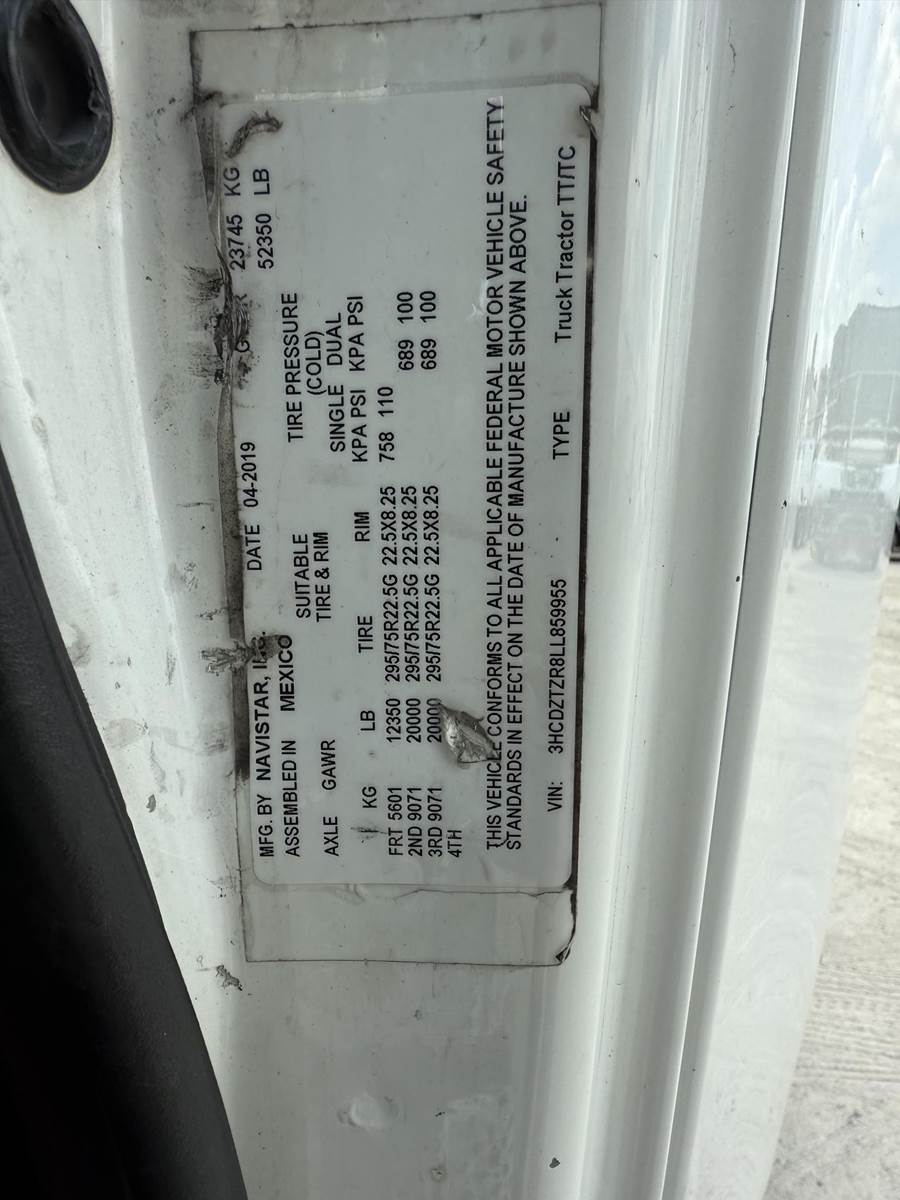 MFG. BY NAVISTAR, INC. DATE 04-2019 GVWR 23745 KG
ASSEMBLED IN MEXICO 52350 LB
AXLE GAWR SUITABLE TIRE PRESSURE
TIRE & RIM (COLD)
SINGLE DUAL
KG LB TIRE RIM KPA PSI KPA PSI
FRT 5601 12350 295/75R22.5G 22.5X8.25 758 110
2ND 9071 20000 295/75R22.5G 22.5X8.25 689 100
3RD 9071 20000 295/75R22.5G 22.5X8.25 689 100
4TH
THIS VEHICLE CONFORMS TO ALL APPLICABLE FEDERAL MOTOR VEHICLE SAFETY
STANDARDS IN EFFECT ON THE DATE OF MANUFACTURE SHOWN ABOVE.
VIN: 3HCDZTZR8LL859955 TYPE Truck Tractor TT/TC